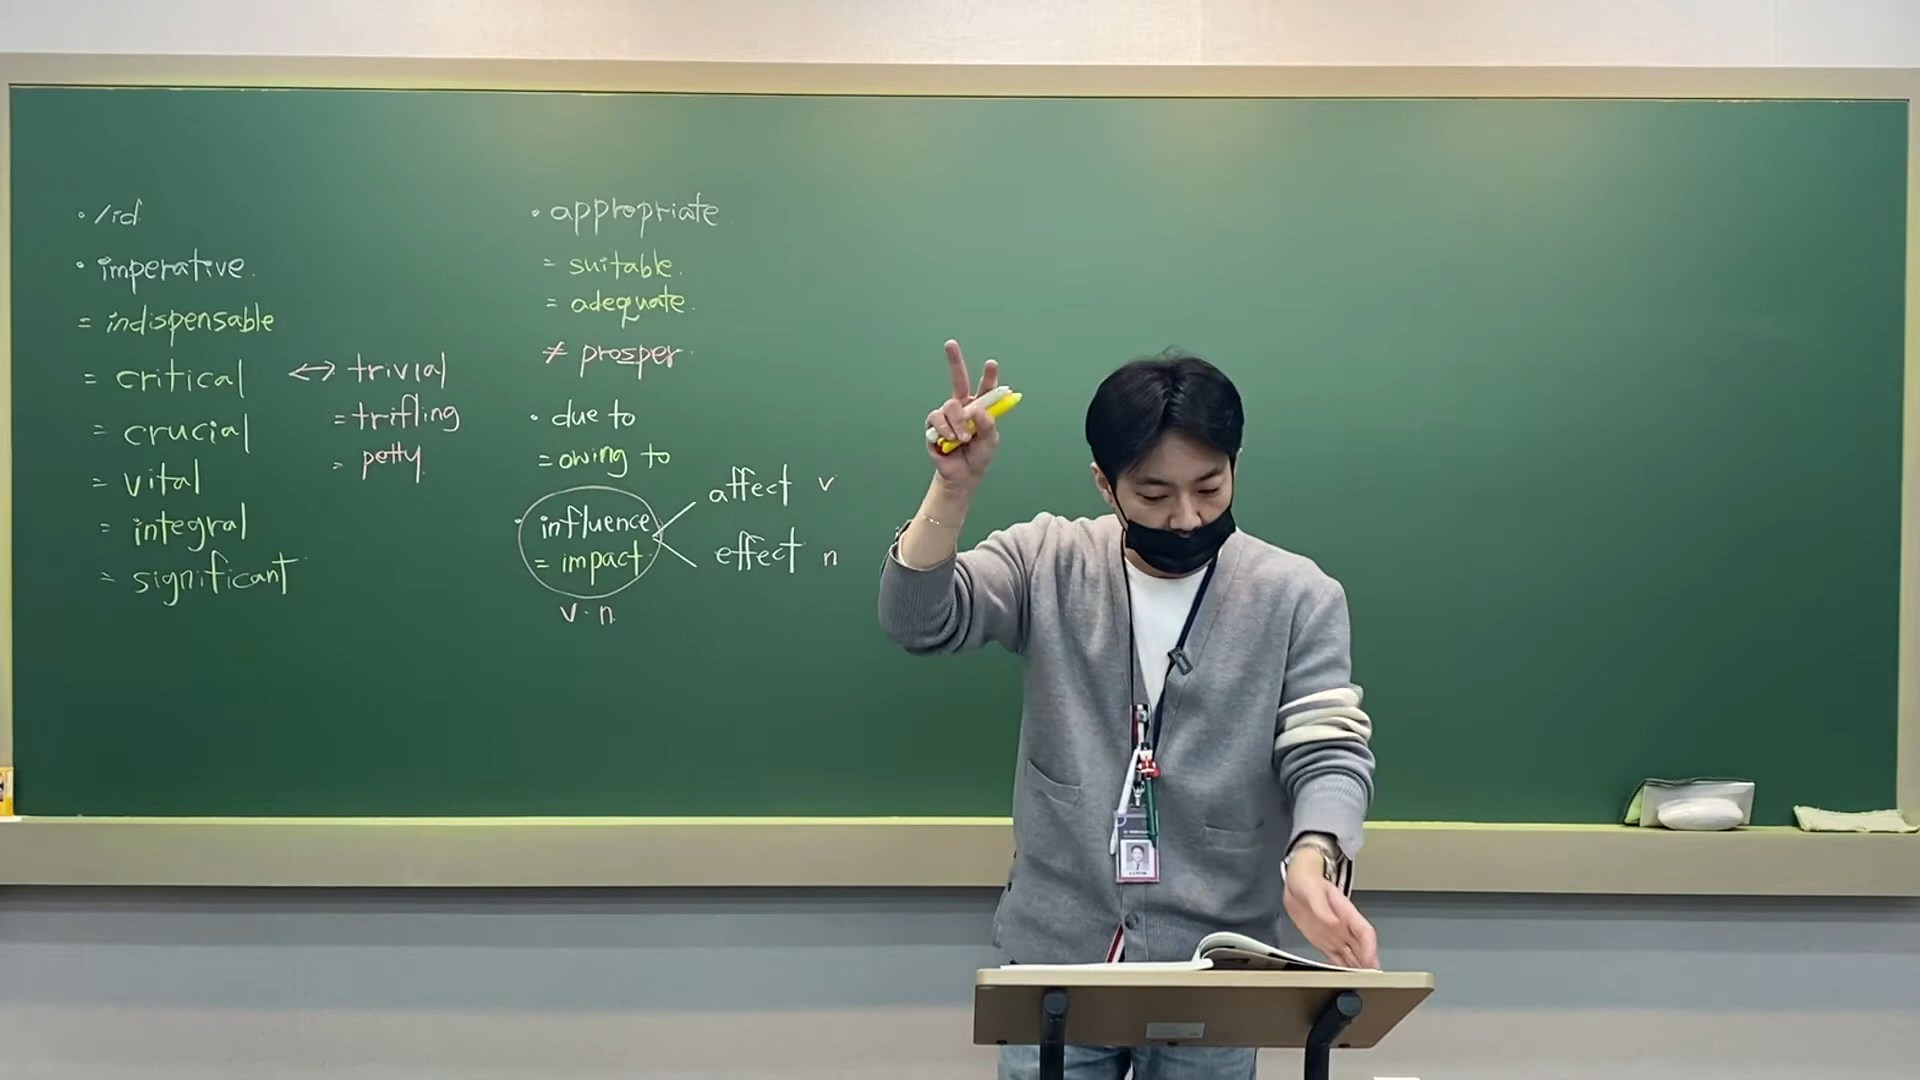 · /id
· imperative.
= indispensable
= critical ↔ trivial
= trifling
= petty.
= crucial
= vital
= integral
= significant
· appropriate
= suitable.
= adequate.
≠ prosper
· due to
= owing to
· influence
= impact.
v · n.
affect v
effect n